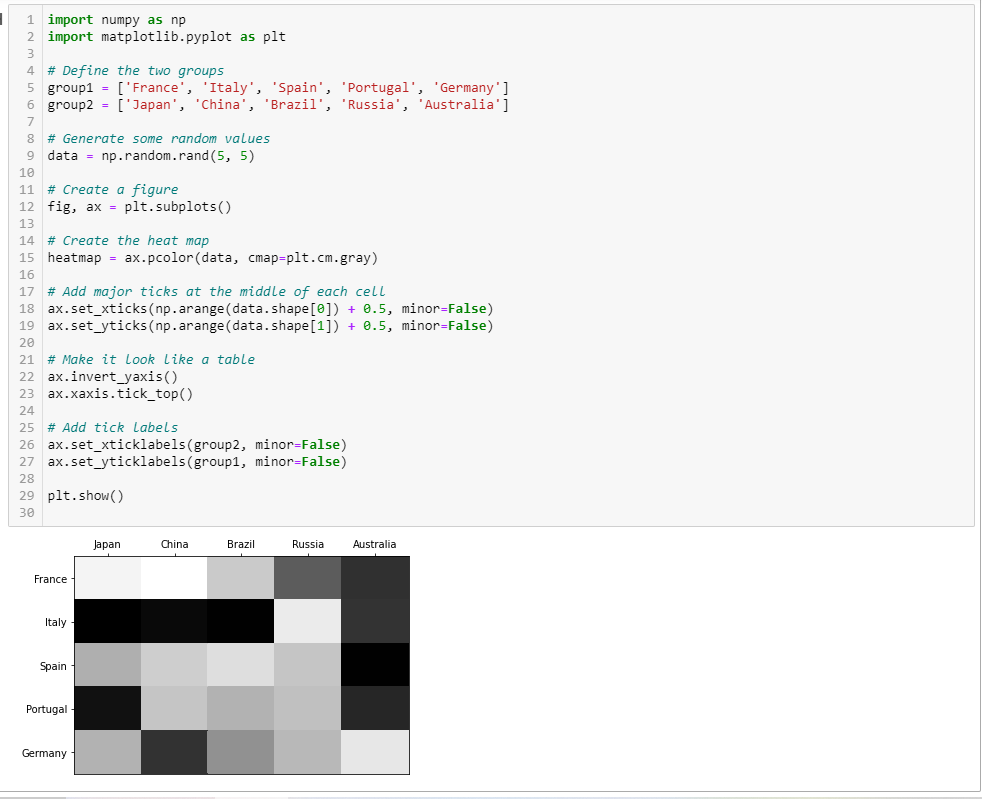 1 import numpy as np
2 import matplotlib.pyplot as plt
3
4 # Define the two groups
5 group1 = ['France', 'Italy', 'Spain', 'Portugal', 'Germany']
6 group2 = ['Japan', 'China', 'Brazil', 'Russia', 'Australia']
7
8 # Generate some random values
9 data = np.random.rand(5, 5)
10
11 # Create a figure
12 fig, ax = plt.subplots()
13
14 # Create the heat map
15 heatmap = ax.pcolor(data, cmap=plt.cm.gray)
16
17 # Add major ticks at the middle of each cell
18 ax.set_xticks(np.arange(data.shape[0]) + 0.5, minor=False)
19 ax.set_yticks(np.arange(data.shape[1]) + 0.5, minor=False)
20
21 # Make it look like a table
22 ax.invert_yaxis()
23 ax.xaxis.tick_top()
24
25 # Add tick labels
26 ax.set_xticklabels(group2, minor=False)
27 ax.set_yticklabels(group1, minor=False)
28
29 plt.show()
30
Japan China Brazil Russia Australia
France
Italy
Spain
Portugal
Germany